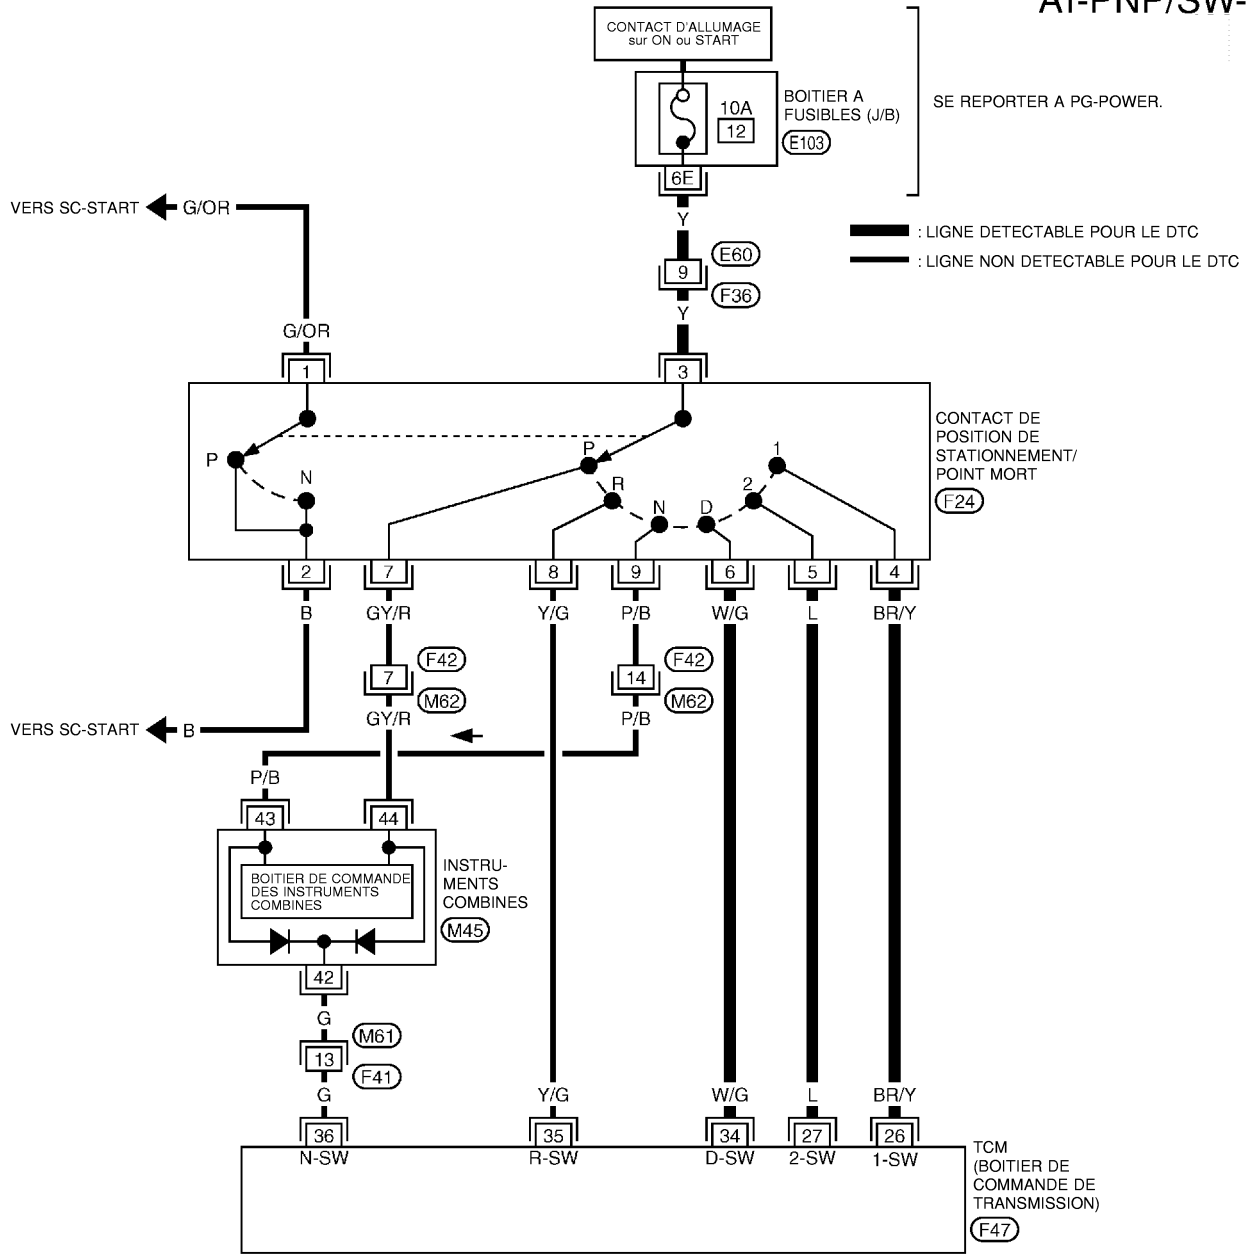 AT-PNP/SW-
CONTACT D'ALLUMAGE
sur ON ou START
10A
12
BOITIER A
FUSIBLES (J/B)
E103
SE REPORTER A PG-POWER.
6E
VERS SC-START
G/OR
Y
: LIGNE DETECTABLE POUR LE DTC
: LIGNE NON DETECTABLE POUR LE DTC
E60
9
F36
Y
G/OR
1
3
CONTACT DE
POSITION DE
STATIONNEMENT/
POINT MORT
F24
P
N
P
R
N
D
2
1
2
7
8
9
6
5
4
B
GY/R
Y/G
P/B
W/G
L
BR/Y
7
F42
M62
14
F42
M62
GY/R
P/B
VERS SC-START
B
P/B
43
44
BOITIER DE COMMANDE
DES INSTRUMENTS
COMBINES
INSTRU-
MENTS
COMBINES
M45
42
G
M61
13
F41
G
Y/G
W/G
L
BR/Y
36
35
34
27
26
N-SW
R-SW
D-SW
2-SW
1-SW
TCM
(BOITIER DE
COMMANDE DE
TRANSMISSION)
F47